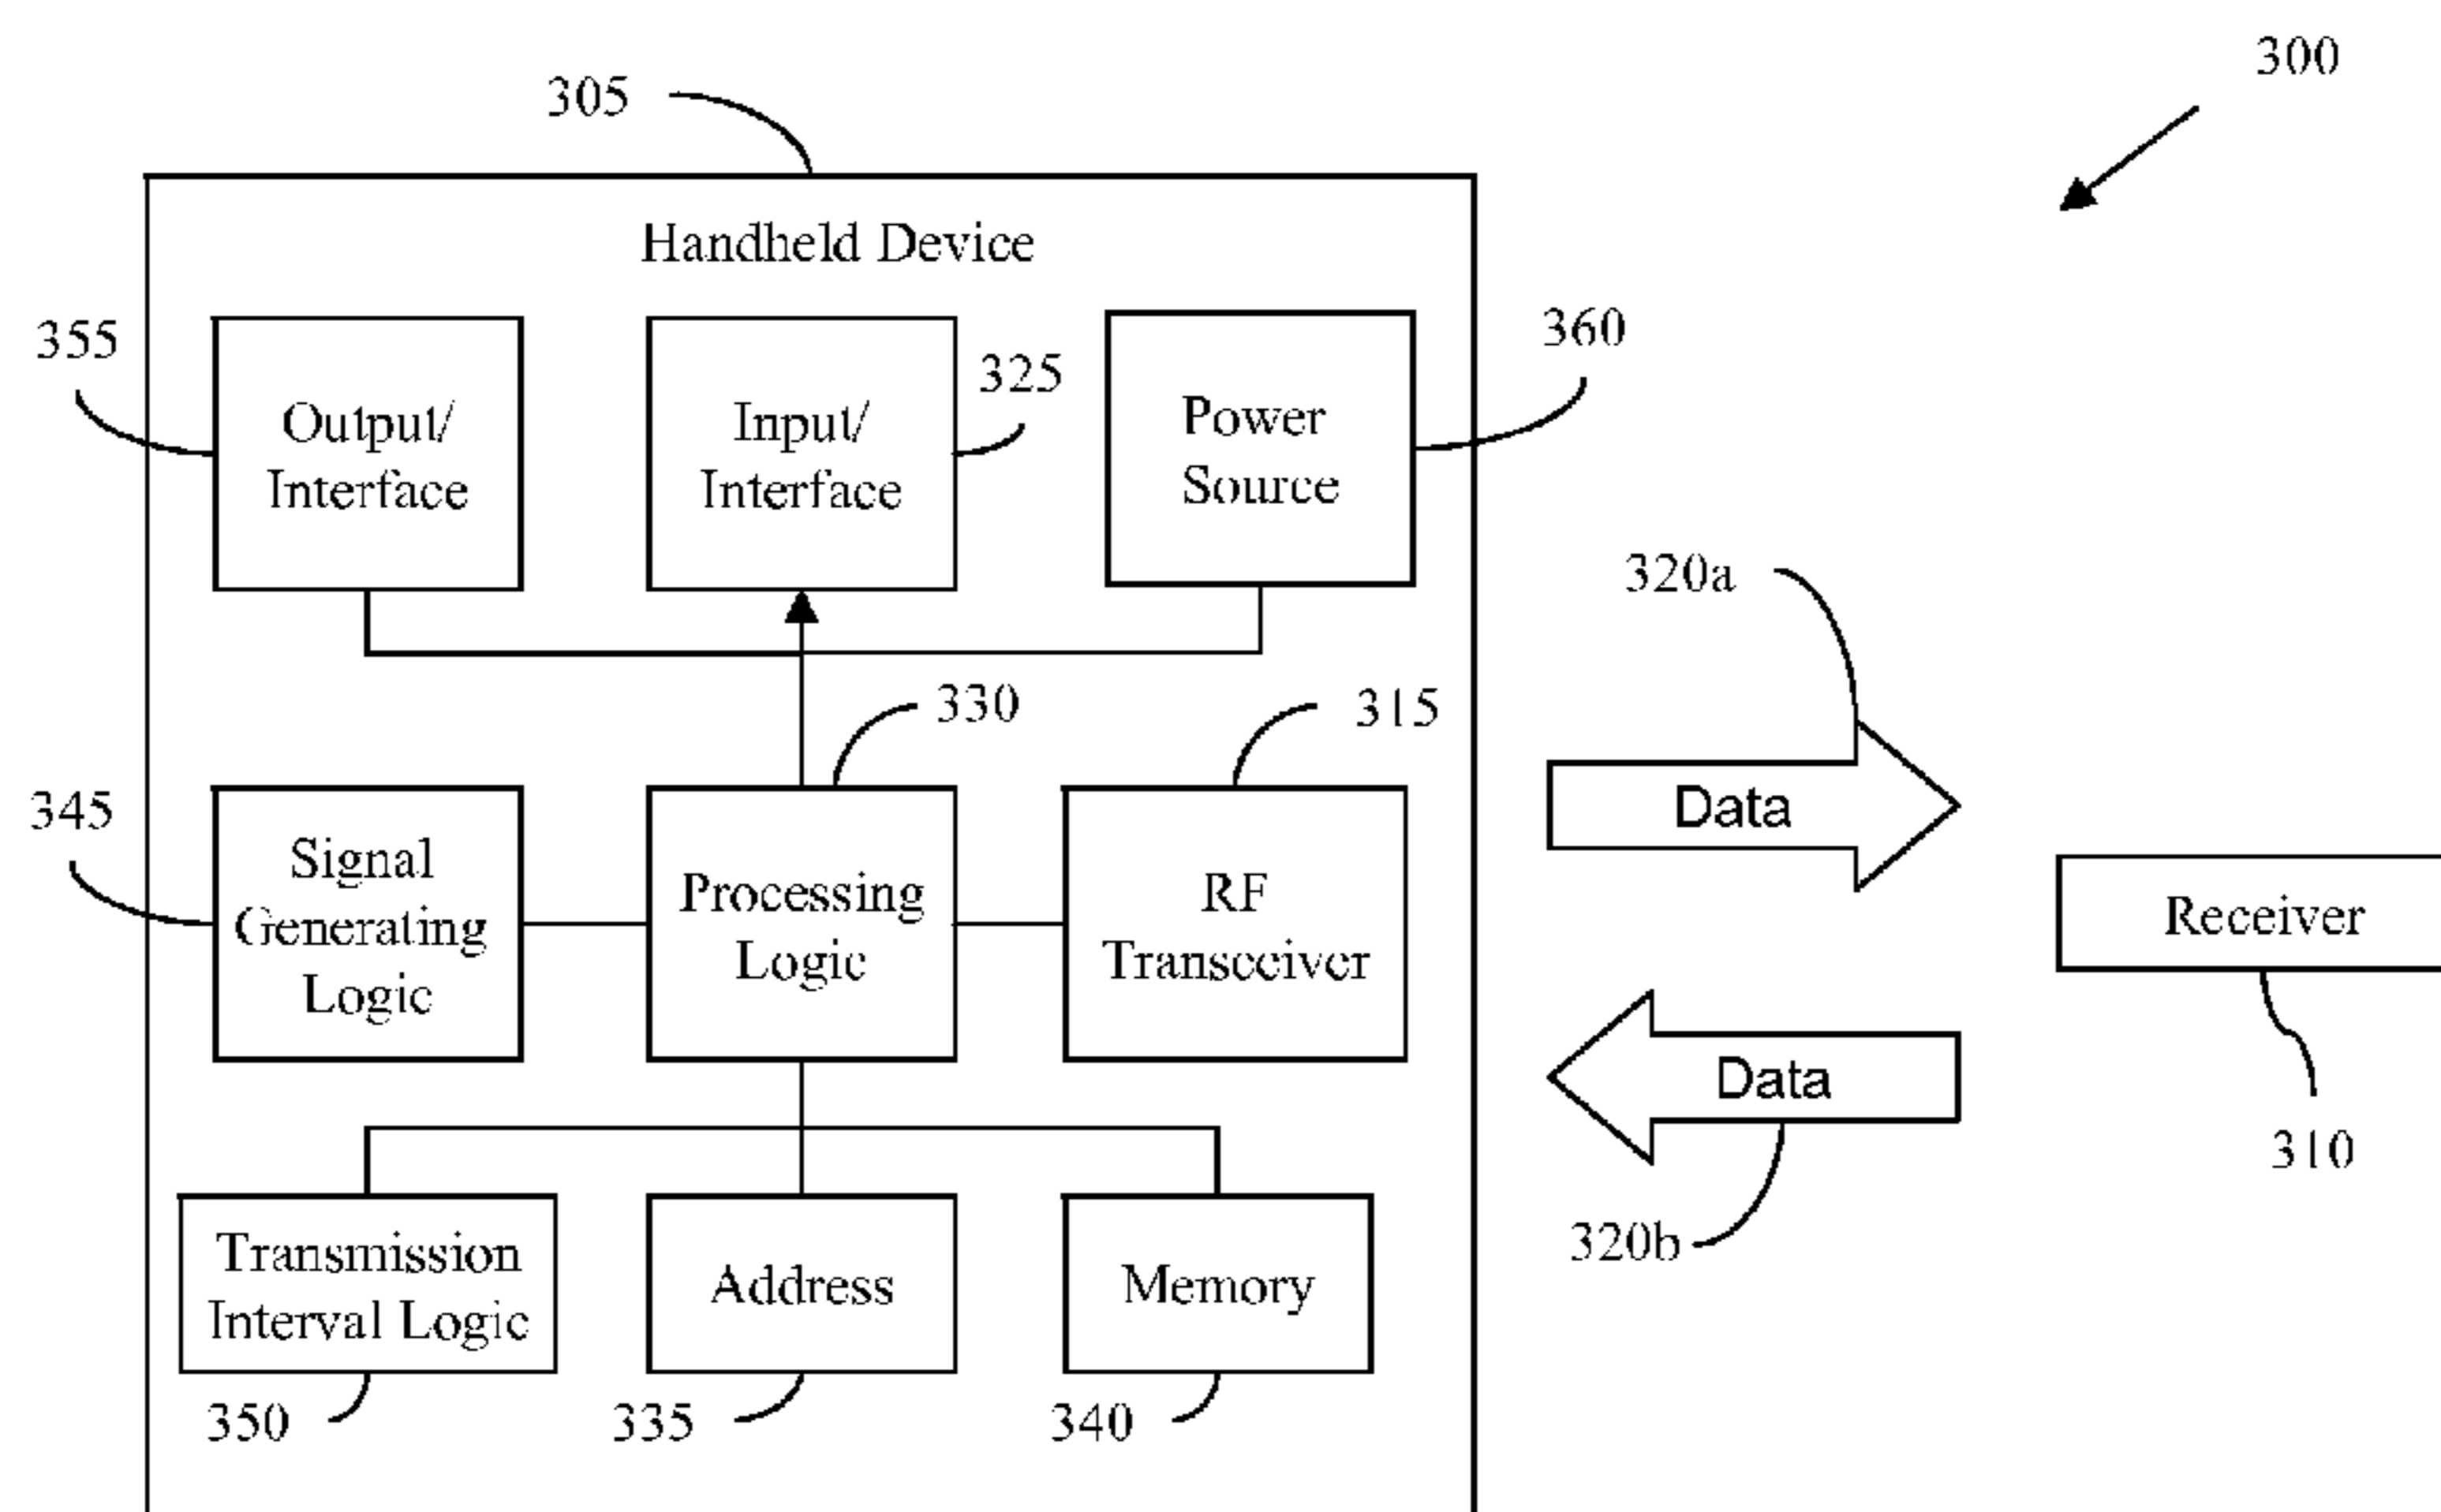 300
305
Handheld Device
355
Output/
Interface
Input/
Interface
325
Power
Source
360
320a
330
315
345
Signal
Generating
Logic
Processing
Logic
RF
Transceiver
Data
Receiver
Data
310
320b
Transmission
Interval Logic
Address
Memory
350
335
340